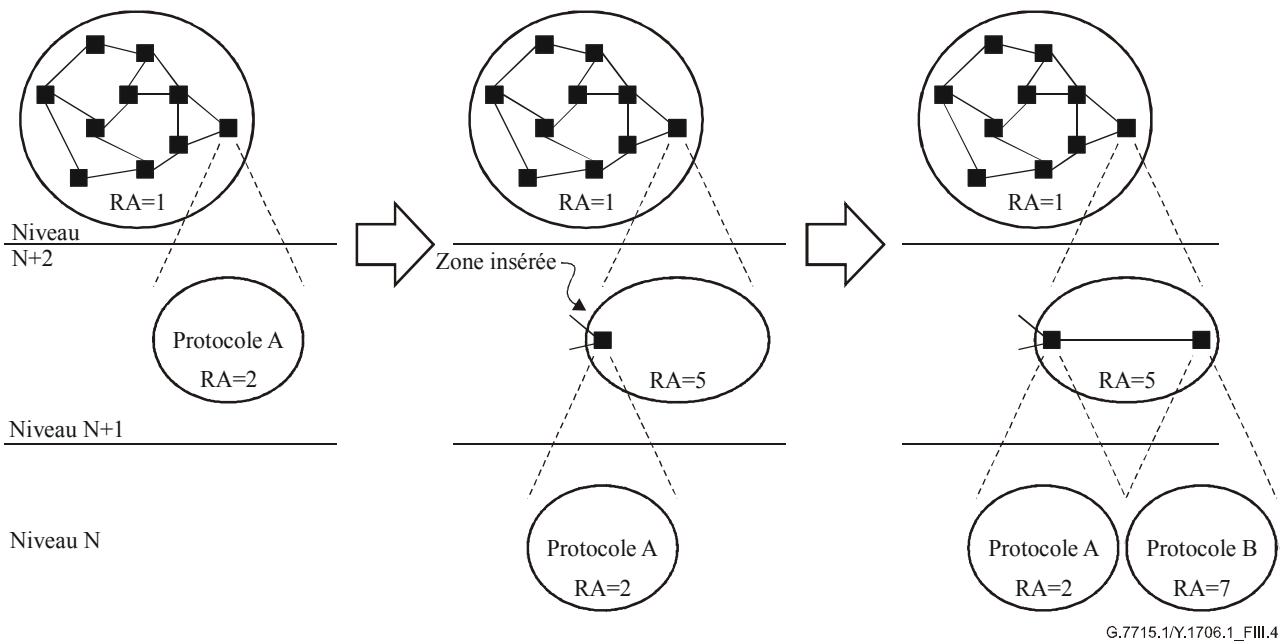 RA=1
RA=1
RA=1
Niveau
N+2
Zone insérée
Protocole A
RA=2
RA=5
RA=5
Niveau N+1
Niveau N
Protocole A
RA=2
Protocole A
RA=2
Protocole B
RA=7
G.7715.1/Y.1706.1_FIII.4